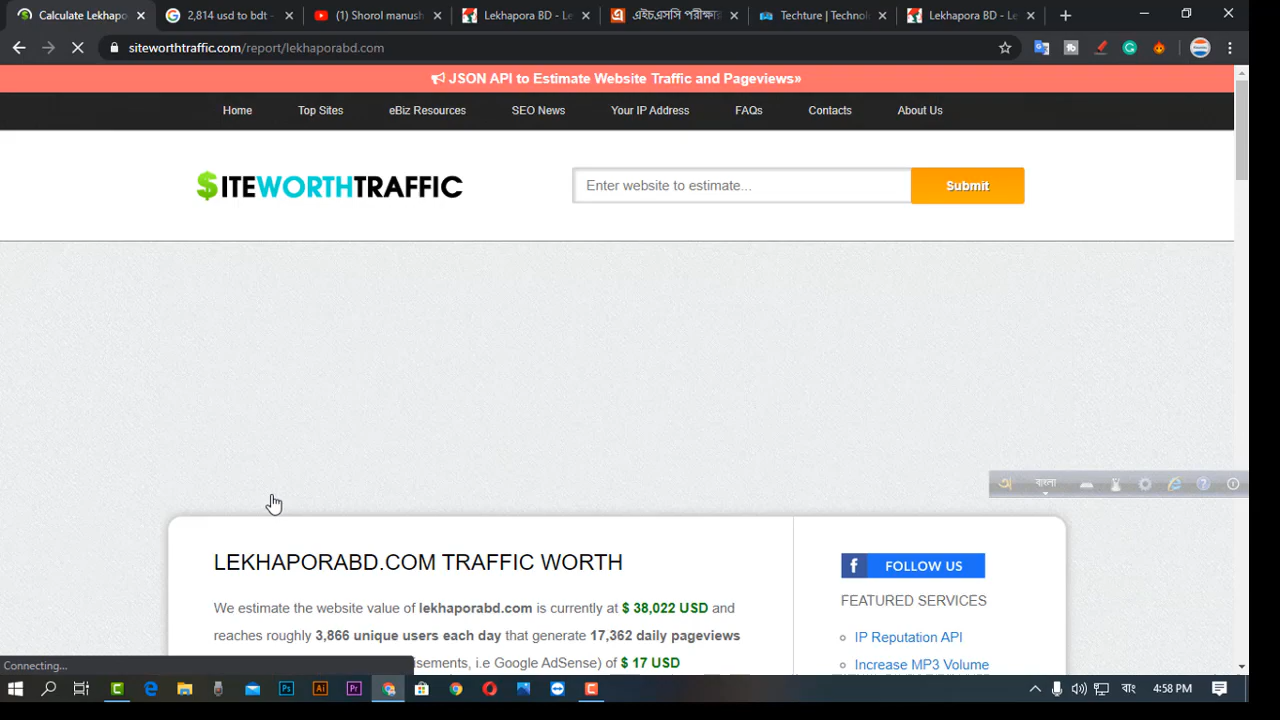 Calculate Lekhapo
2,814 usd to bdt -
(1) Shorol manush
Lekhapora BD - Le
এইচএসসি পরীক্ষার
Techture | Technol
Lekhapora BD - Le
siteworthtraffic.com/report/lekhaporabd.com
JSON API to Estimate Website Traffic and Pageviews»
Home
Top Sites
eBiz Resources
SEO News
Your IP Address
FAQs
Contacts
About Us
$ITEWORTHTRAFFIC
Enter website to estimate...
Submit
অ
বাংলা
LEKHAPORABD.COM TRAFFIC WORTH
We estimate the website value of lekhaporabd.com is currently at $ 38,022 USD and
reaches roughly 3,866 unique users each day that generate 17,362 daily pageviews
isements, i.e Google AdSense) of $ 17 USD
FOLLOW US
FEATURED SERVICES
IP Reputation API
Increase MP3 Volume
Connecting...
Ps
Ai
Pr
বাং
4:58 PM